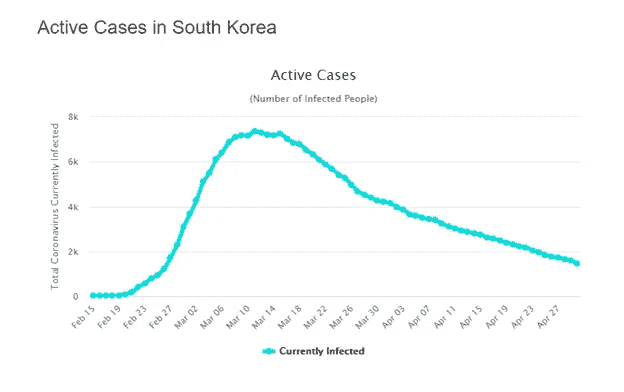 Active Cases in South Korea
Active Cases
(Number of Infected People)
Total Coronavirus Currently Infected
8k
6k
4k
2k
0
Feb 15
Feb 19
Feb 23
Feb 27
Mar 02
Mar 06
Mar 10
Mar 14
Mar 18
Mar 22
Mar 26
Mar 30
Apr 03
Apr 07
Apr 11
Apr 15
Apr 19
Apr 23
Apr 27
Currently Infected